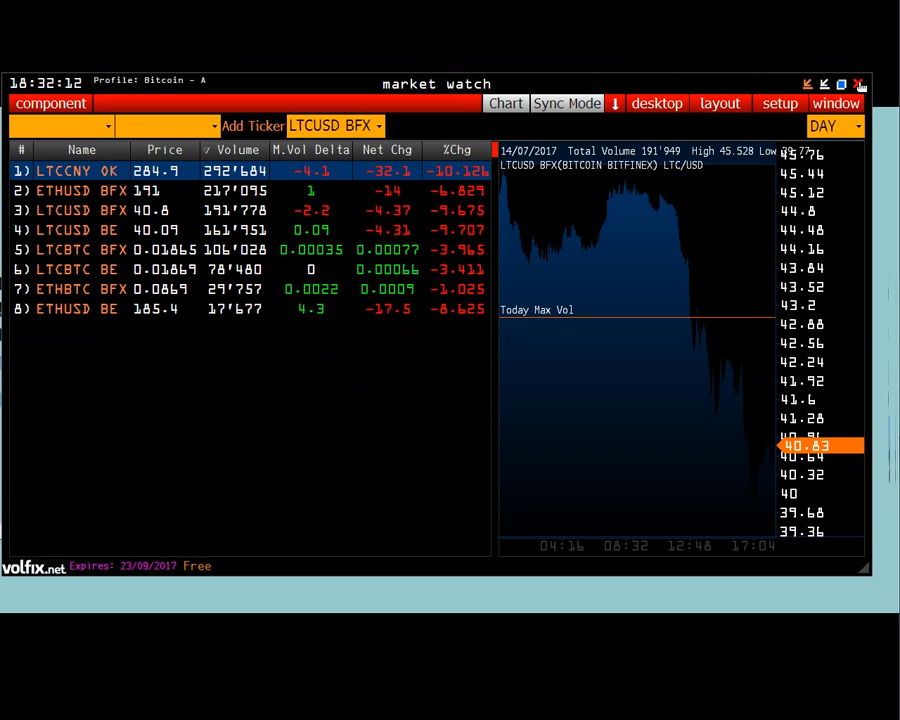 18:32:12 Profile: Bitcoin - A market watch
component Chart Sync Mode ↓ desktop layout setup window
Add Ticker LTCUSD BFX DAY
# Name Price ▽ Volume M.Vol Delta Net Chg %Chg
1) LTCCNY OK 284.9 292'684 -4.1 -32.1 -10.126
2) ETHUSD BFX 191 217'095 1 -14 -6.829
3) LTCUSD BFX 40.8 191'778 -2.2 -4.37 -9.675
4) LTCUSD BE 40.09 161'951 0.09 -4.31 -9.707
5) LTCBTC BFX 0.01865 106'028 0.00035 0.00077 -3.965
6) LTCBTC BE 0.01869 78'480 0 0.00066 -3.411
7) ETHBTC BFX 0.0869 29'757 0.0022 0.0009 -1.025
8) ETHUSD BE 185.4 17'677 4.3 -17.5 -8.625
14/07/2017 Total Volume 191'949 High 45.528 Low
LTCUSD BFX(BITCOIN BITFINEX) LTC/USD
Today Max Vol
45.76
45.44
45.12
44.8
44.48
44.16
43.84
43.52
43.2
42.88
42.56
42.24
41.92
41.6
41.28
40.96
40.83
40.64
40.32
40
39.68
39.36
04:16 08:32 12:48 17:04
volfix.net Expires: 23/09/2017 Free